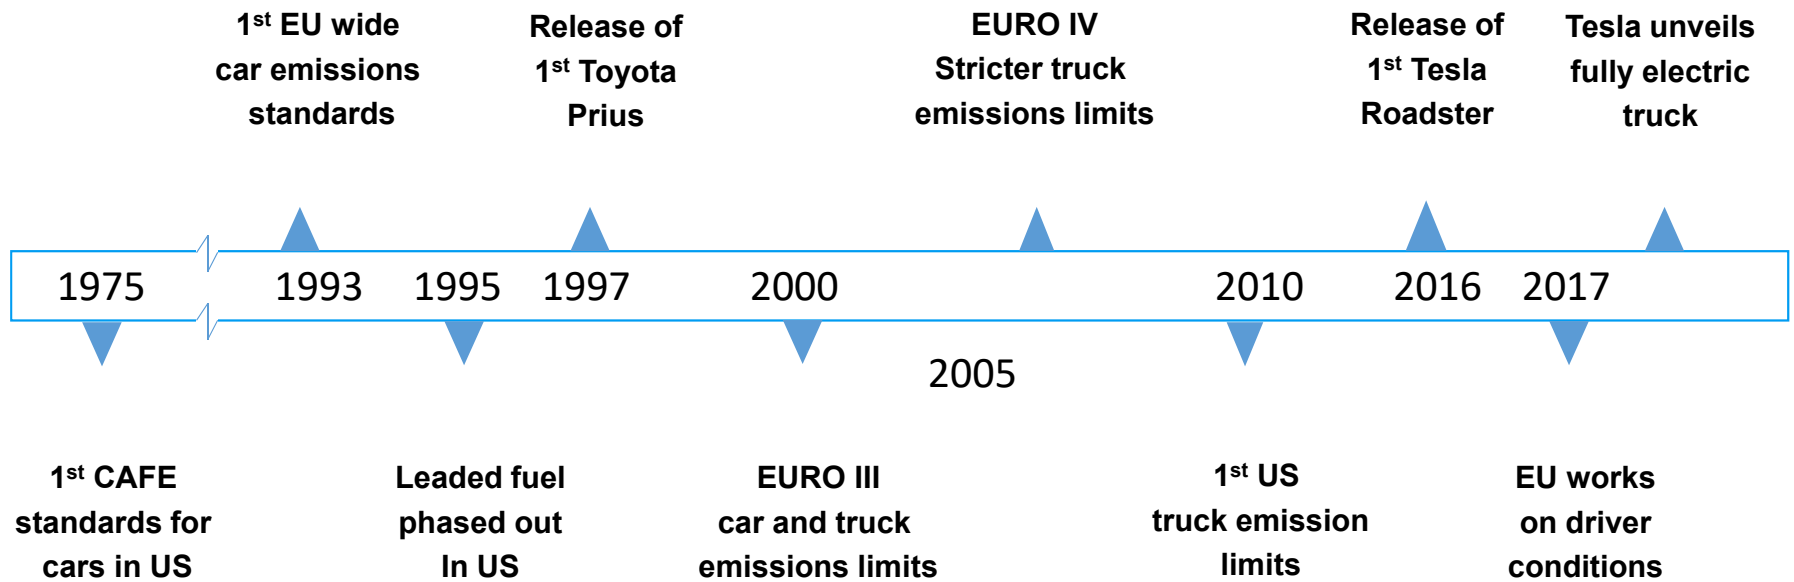 1st EU wide
car emissions
standards
Release of
1st Toyota
Prius
EURO IV
Stricter truck
emissions limits
Release of
1st Tesla
Roadster
Tesla unveils
fully electric
truck
1975
1993
1995
1997
2000
2010
2016
2017
2005
1st CAFE
standards for
cars in US
Leaded fuel
phased out
In US
EURO III
car and truck
emissions limits
1st US
truck emission
limits
EU works
on driver
conditions